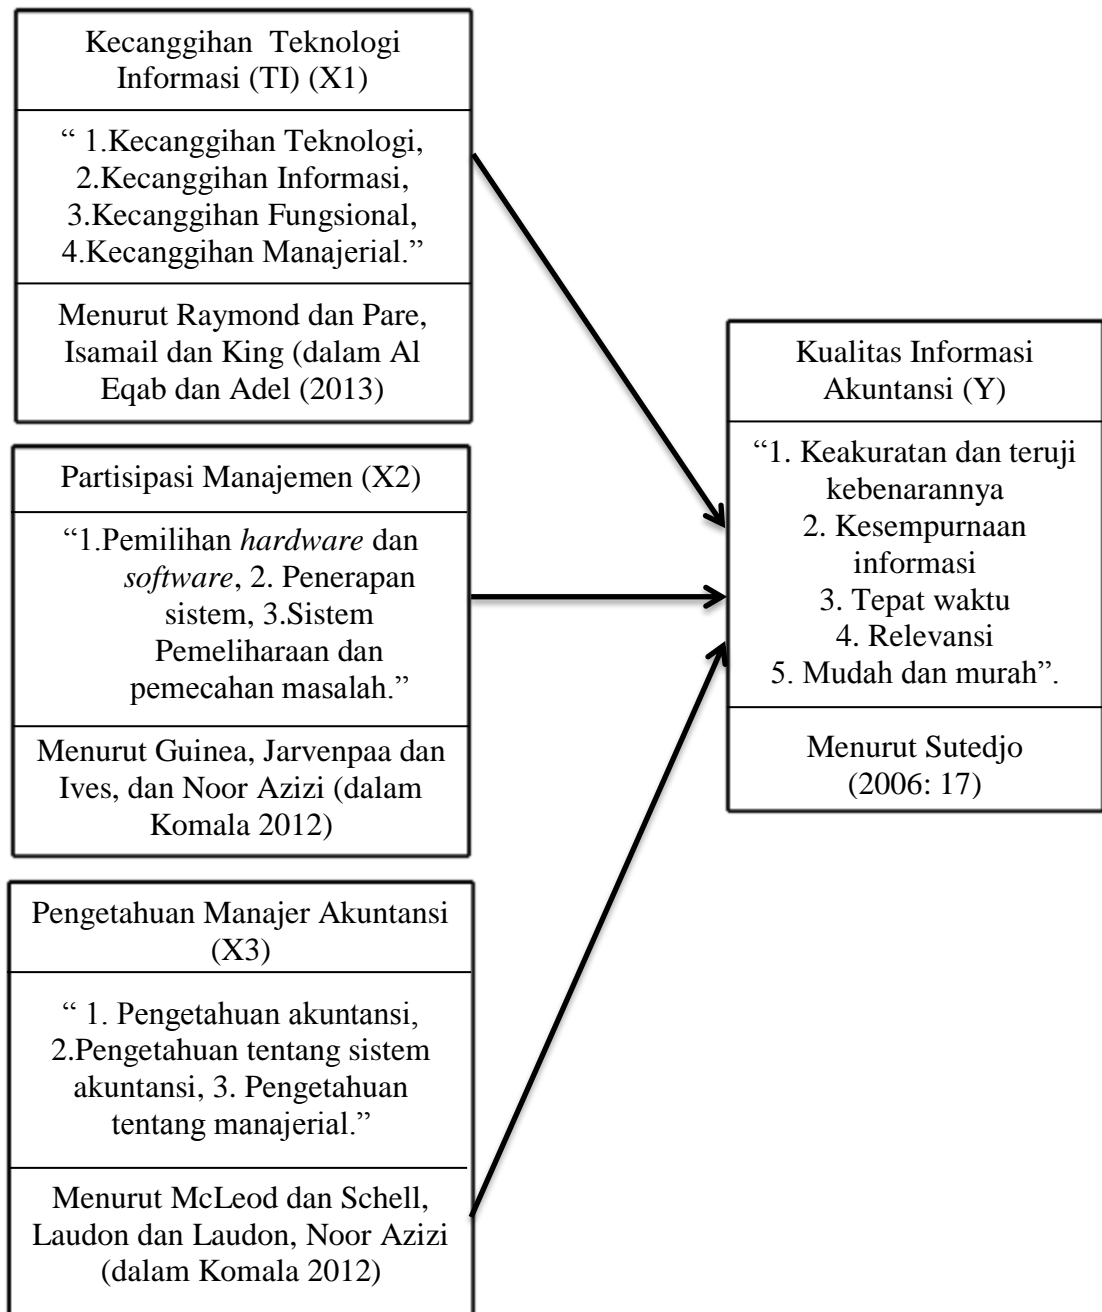 Kecanggihan Teknologi
Informasi (TI) (X1)
“ 1.Kecanggihan Teknologi,
2.Kecanggihan Informasi,
3.Kecanggihan Fungsional,
4.Kecanggihan Manajerial.”
Menurut Raymond dan Pare,
Isamail dan King (dalam Al
Eqab dan Adel (2013)
Partisipasi Manajemen (X2)
“1.Pemilihan hardware dan
software, 2. Penerapan
sistem, 3.Sistem
Pemeliharaan dan
pemecahan masalah.”
Menurut Guinea, Jarvenpaa dan
Ives, dan Noor Azizi (dalam
Komala 2012)
Pengetahuan Manajer Akuntansi
(X3)
“ 1. Pengetahuan akuntansi,
2.Pengetahuan tentang sistem
akuntansi, 3. Pengetahuan
tentang manajerial.”
Menurut McLeod dan Schell,
Laudon dan Laudon, Noor Azizi
(dalam Komala 2012)
Kualitas Informasi
Akuntansi (Y)
“1. Keakuratan dan teruji
kebenarannya
2. Kesempurnaan
informasi
3. Tepat waktu
4. Relevansi
5. Mudah dan murah”.
Menurut Sutedjo
(2006: 17)